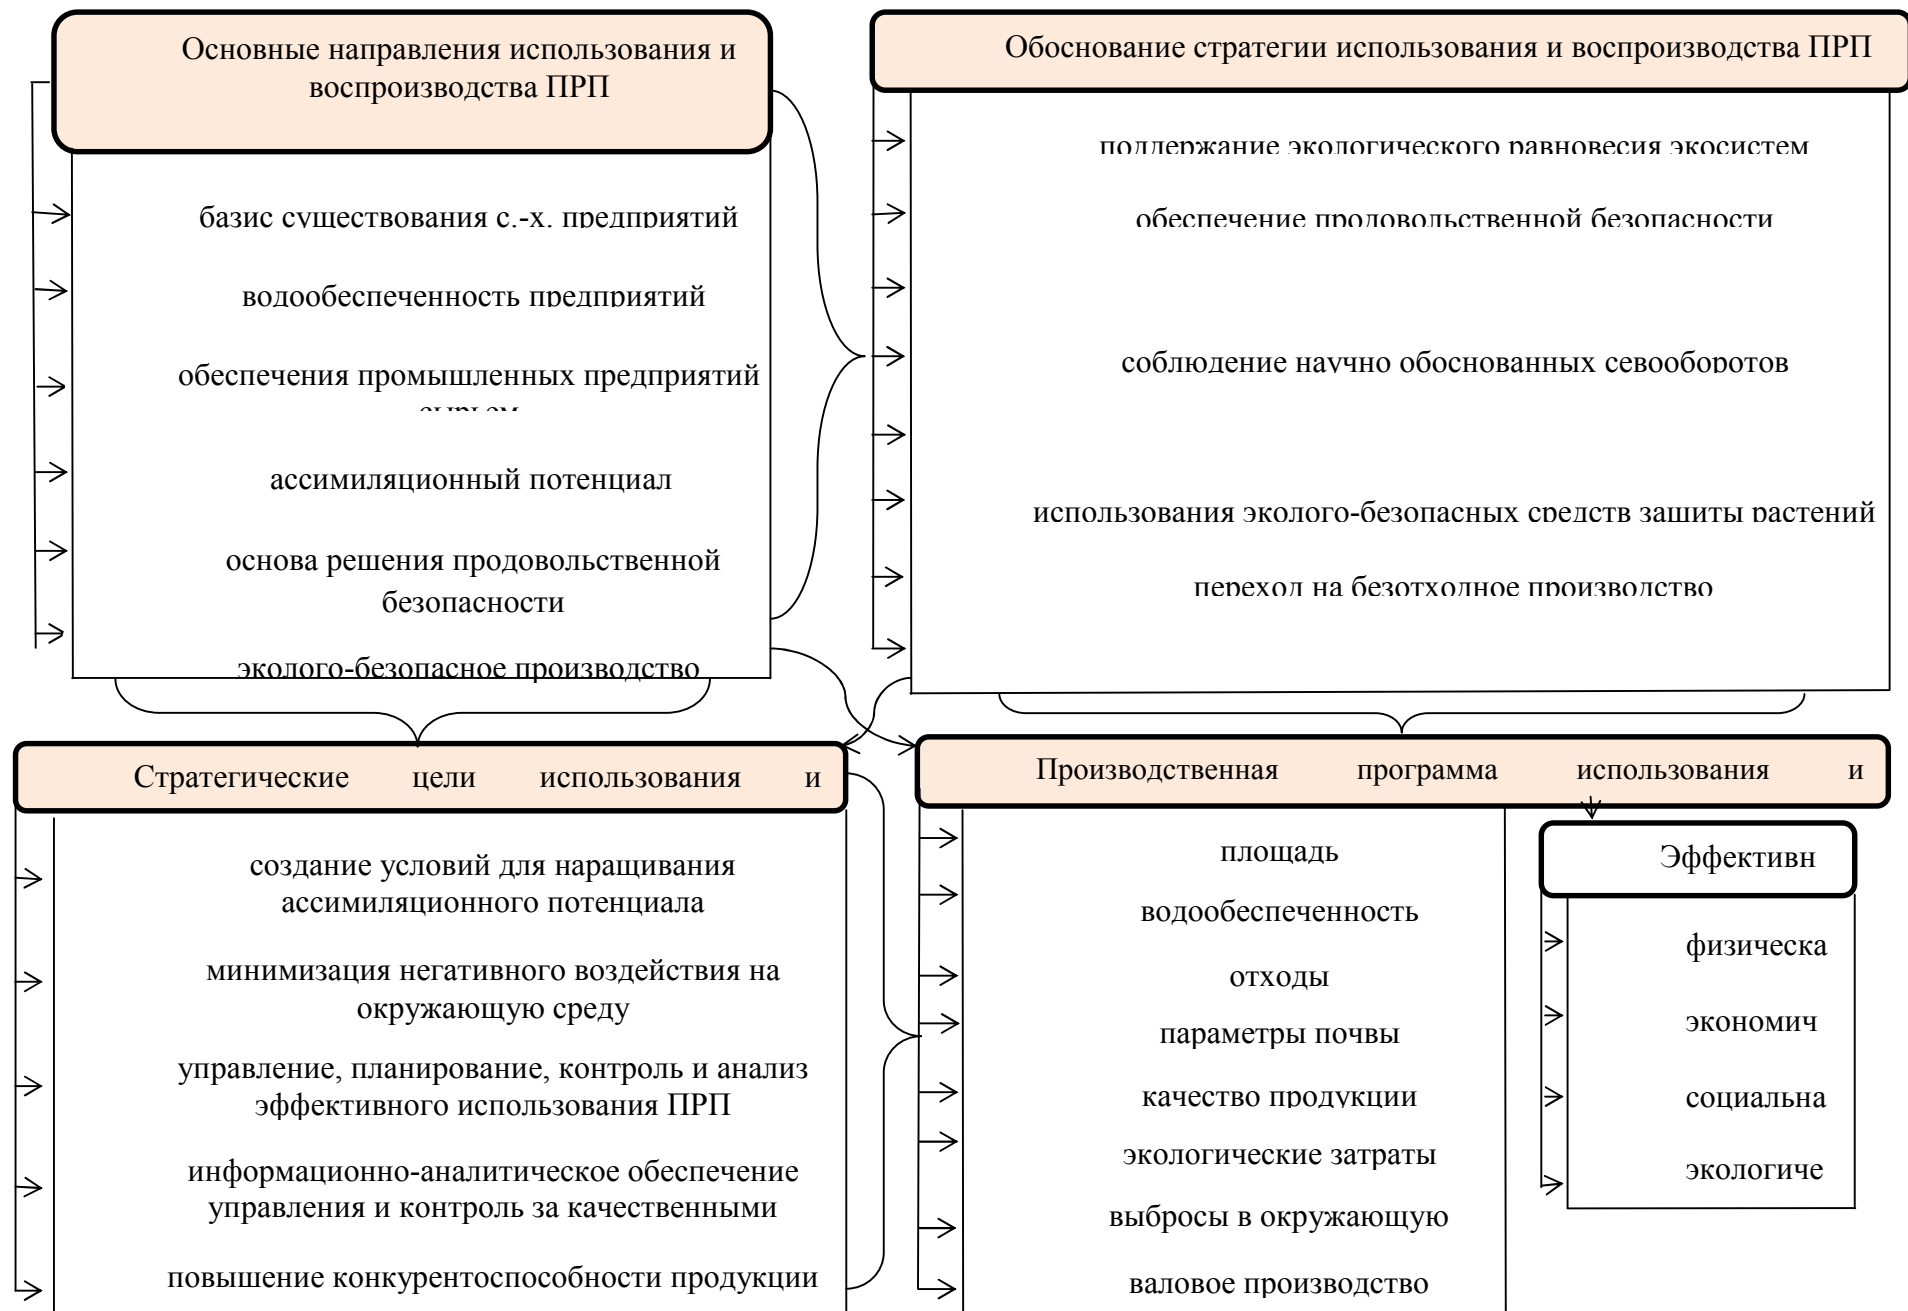 Основные направления использования и
воспроизводства ПРП
базис существования с.-х. предприятий
водообеспеченность предприятий
обеспечения промышленных предприятий
сырьем
ассимиляционный потенциал
основа решения продовольственной
безопасности
эколого-безопасное производство
Обоснование стратегии использования и воспроизводства ПРП
поддержание экологического равновесия экосистем
обеспечение продовольственной безопасности
соблюдение научно обоснованных севооборотов
использования эколого-безопасных средств защиты растений
переход на безотходное производство
Стратегические цели использования и
создание условий для наращивания
ассимиляционного потенциала
минимизация негативного воздействия на
окружающую среду
управление, планирование, контроль и анализ
эффективного использования ПРП
информационно-аналитическое обеспечение
управления и контроль за качественными
повышение конкурентоспособности продукции
Производственная программа использования и
площадь
водообеспеченность
отходы
параметры почвы
качество продукции
экологические затраты
выбросы в окружающую
валовое производство
Эффективн
физическа
экономич
социальна
экологиче